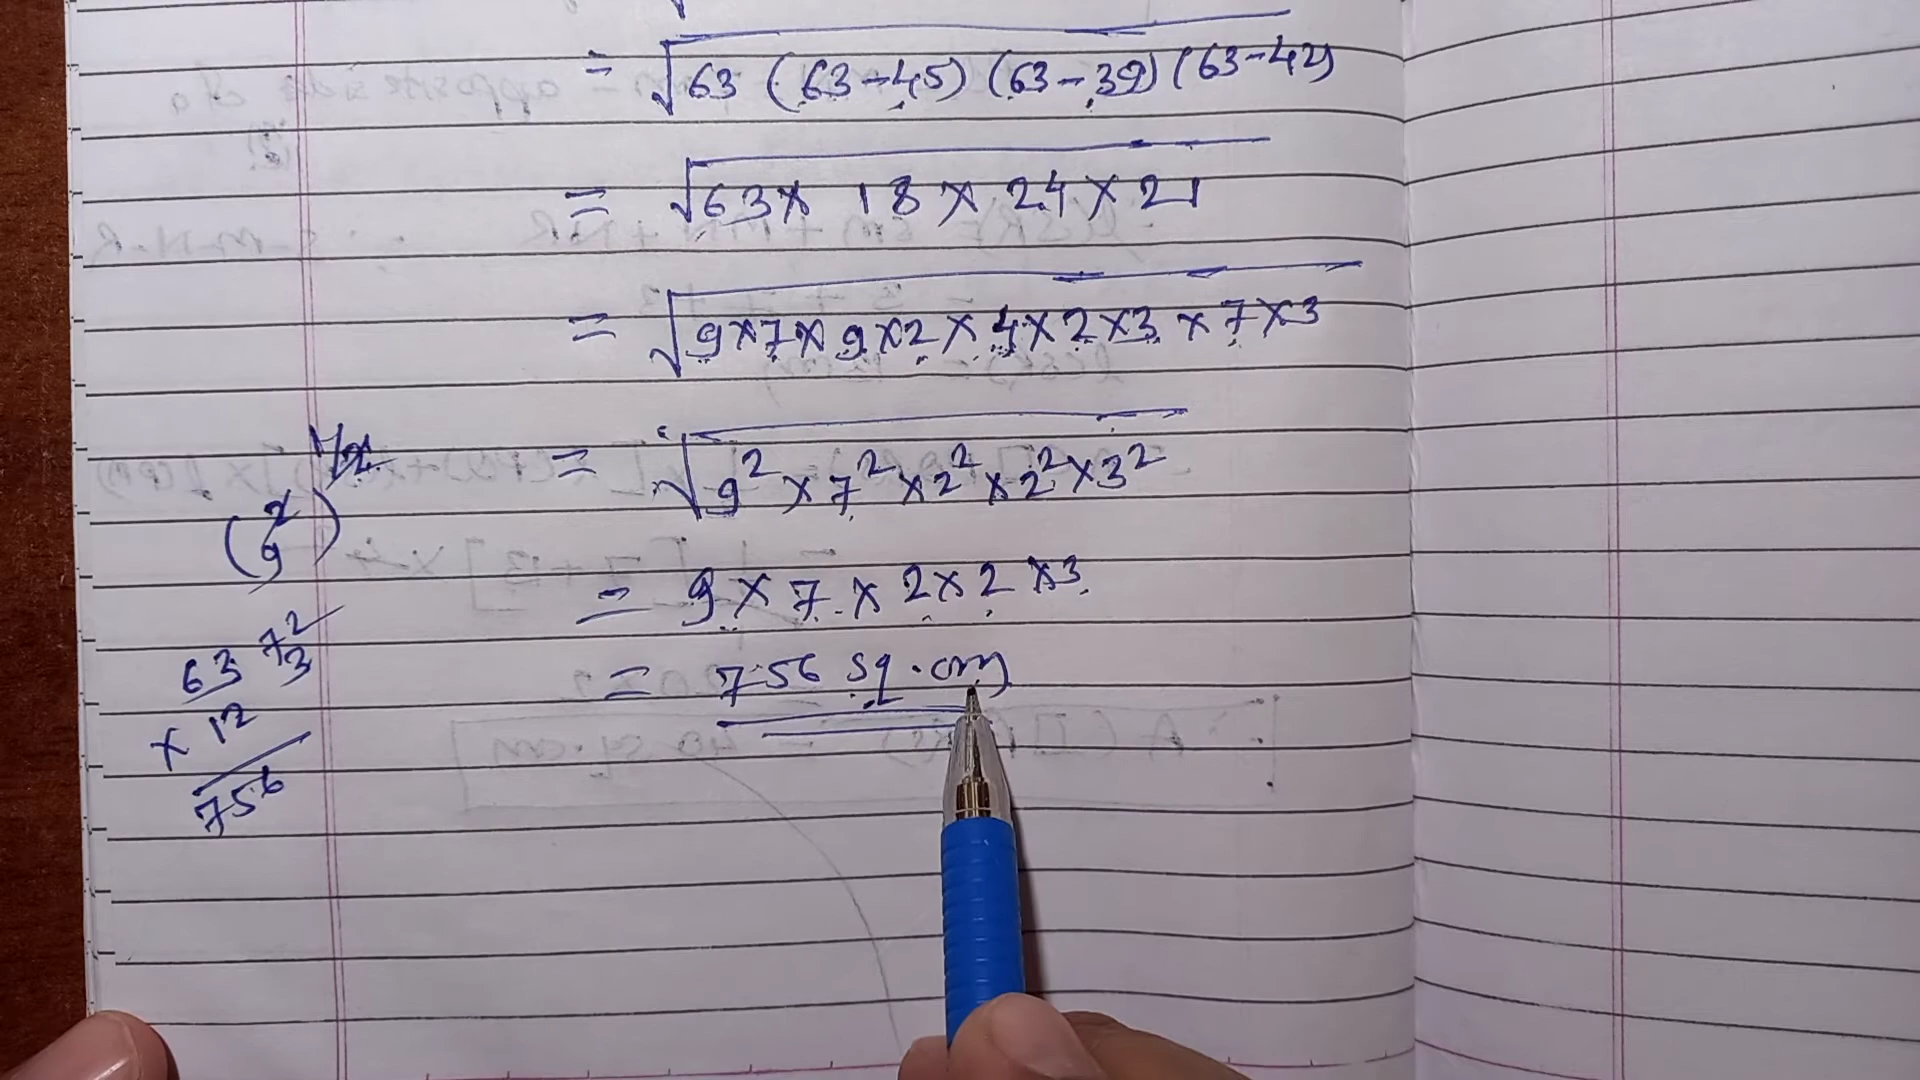 = √63 (63-45) (63-39) (63-42)
= √63 × 18 × 24 × 21
= √9×7×9×2×4×2×3×7×3
= √9² × 7² × 2² × 2² × 3²
= 9 × 7 × 2 × 2 × 3
= 756 sq.cm
63
× 12
756